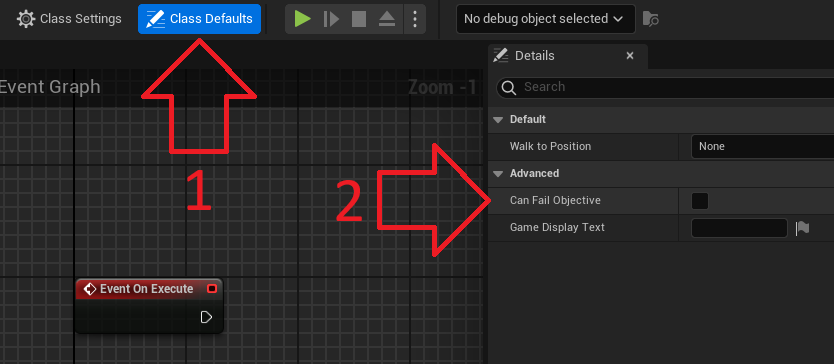 Class Settings
Class Defaults
No debug object selected
Details
Event Graph
Zoom -1
Search
Default
Walk to Position
None
1
2
Advanced
Can Fail Objective
Game Display Text
Event On Execute